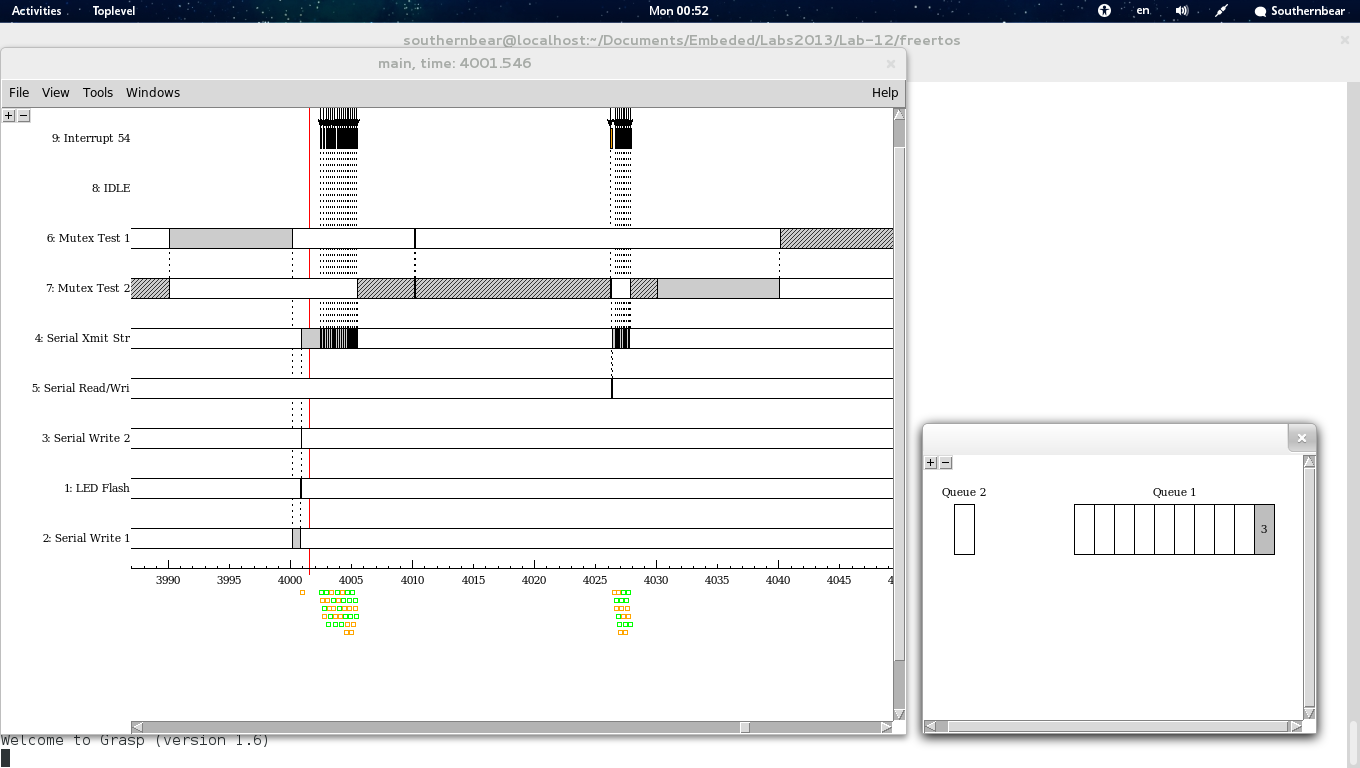 Activities Toplevel Mon 00:52 en Southernbear
southernbear@localhost:~/Documents/Embeded/Labs2013/Lab-12/freertos
main, time: 4001.546
File View Tools Windows Help
+ −
9: Interrupt 54
8: IDLE
6: Mutex Test 1
7: Mutex Test 2
4: Serial Xmit Str
5: Serial Read/Wri
3: Serial Write 2
1: LED Flash
2: Serial Write 1
3990 3995 4000 4005 4010 4015 4020 4025 4030 4035 4040 4045 4
+ −
Queue 2 Queue 1
3
Welcome to Grasp (version 1.6)